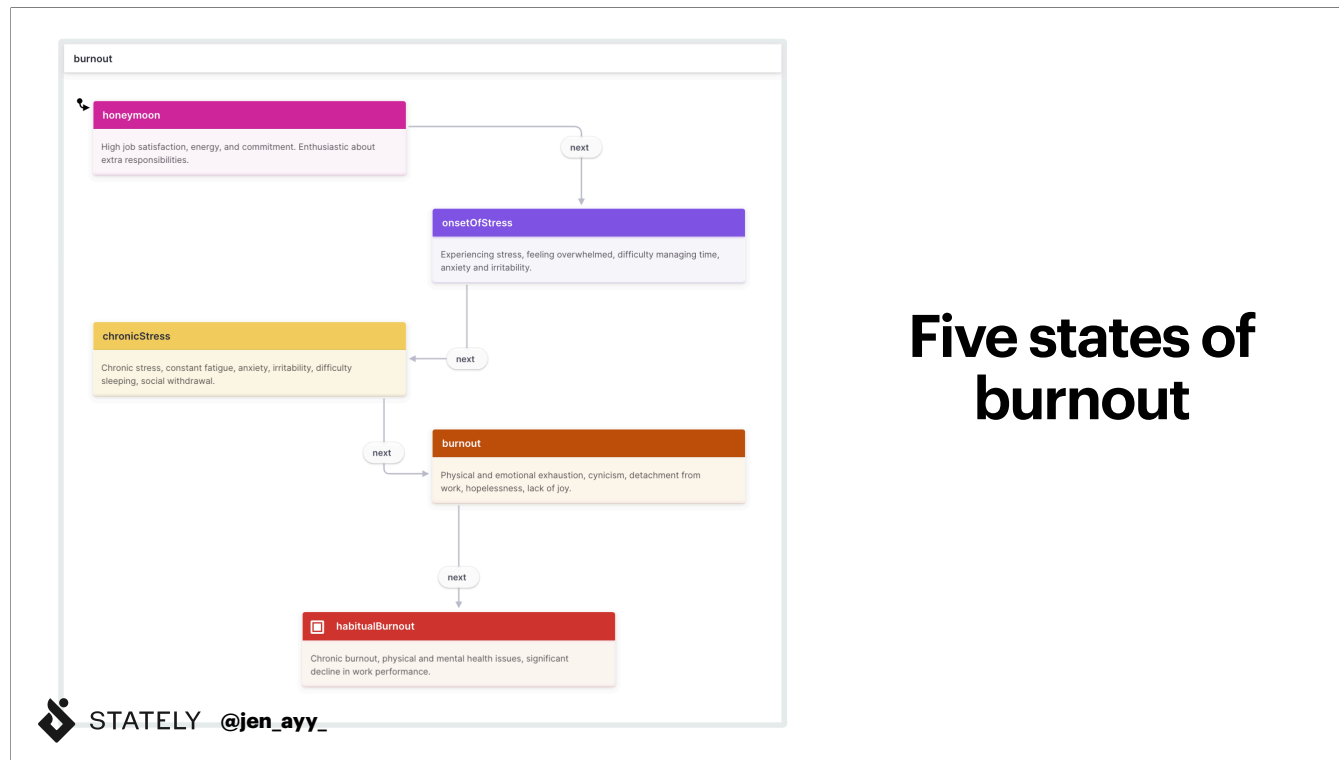 burnout
honeymoon
High job satisfaction, energy, and commitment. Enthusiastic about
extra responsibilities.
next
onsetOfStress
Experiencing stress, feeling overwhelmed, difficulty managing time,
anxiety and irritability.
chronicStress
Chronic stress, constant fatigue, anxiety, irritability, difficulty
sleeping, social withdrawal.
next
next
burnout
Physical and emotional exhaustion, cynicism, detachment from
work, hopelessness, lack of joy.
next
habitualBurnout
Chronic burnout, physical and mental health issues, significant
decline in work performance.
Five states of
burnout
STATELY @jen_ayy_